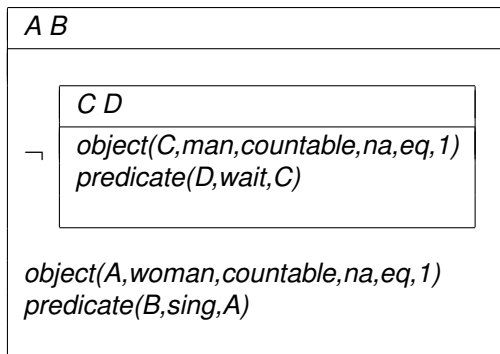 A B
C D
¬
object(C,man,countable,na,eq,1)
predicate(D,wait,C)
object(A,woman,countable,na,eq,1)
predicate(B,sing,A)